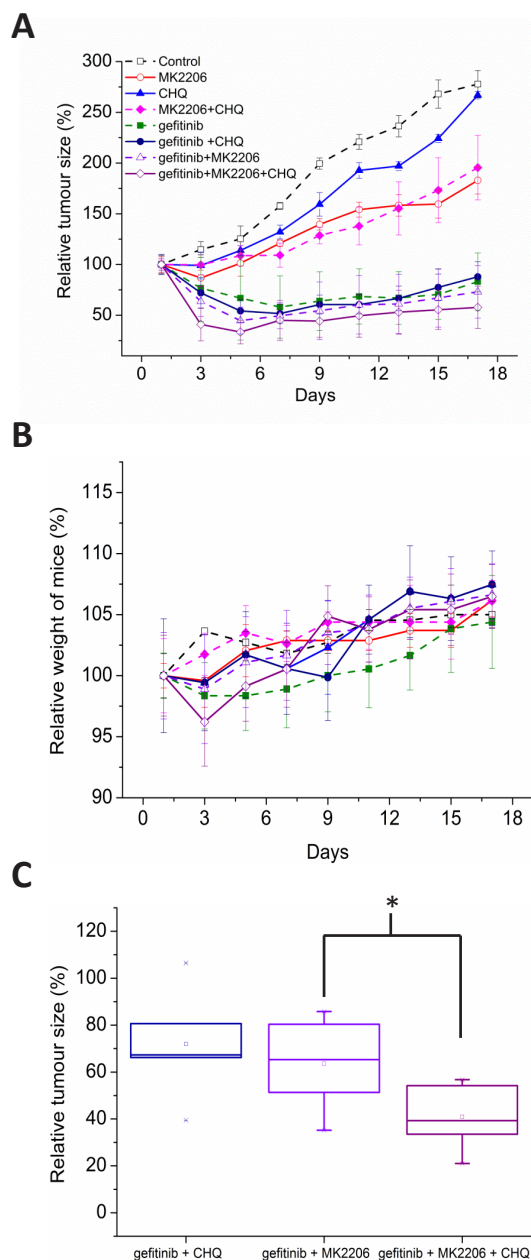 A
Relative tumour size (%)
300
250
200
150
100
50
Control
MK2206
CHQ
MK2206+CHQ
gefitinib
gefitinib +CHQ
gefitinib+MK2206
gefitinib+MK2206+CHQ
0 3 6 9 12 15 18
Days
B
Relative weight of mice (%)
115
110
105
100
95
90
0 3 6 9 12 15 18
Days
C
Relative tumour size (%)
120
100
80
60
40
20
0
*
gefitinib + CHQ gefitinib + MK2206 gefitinib + MK2206 + CHQ